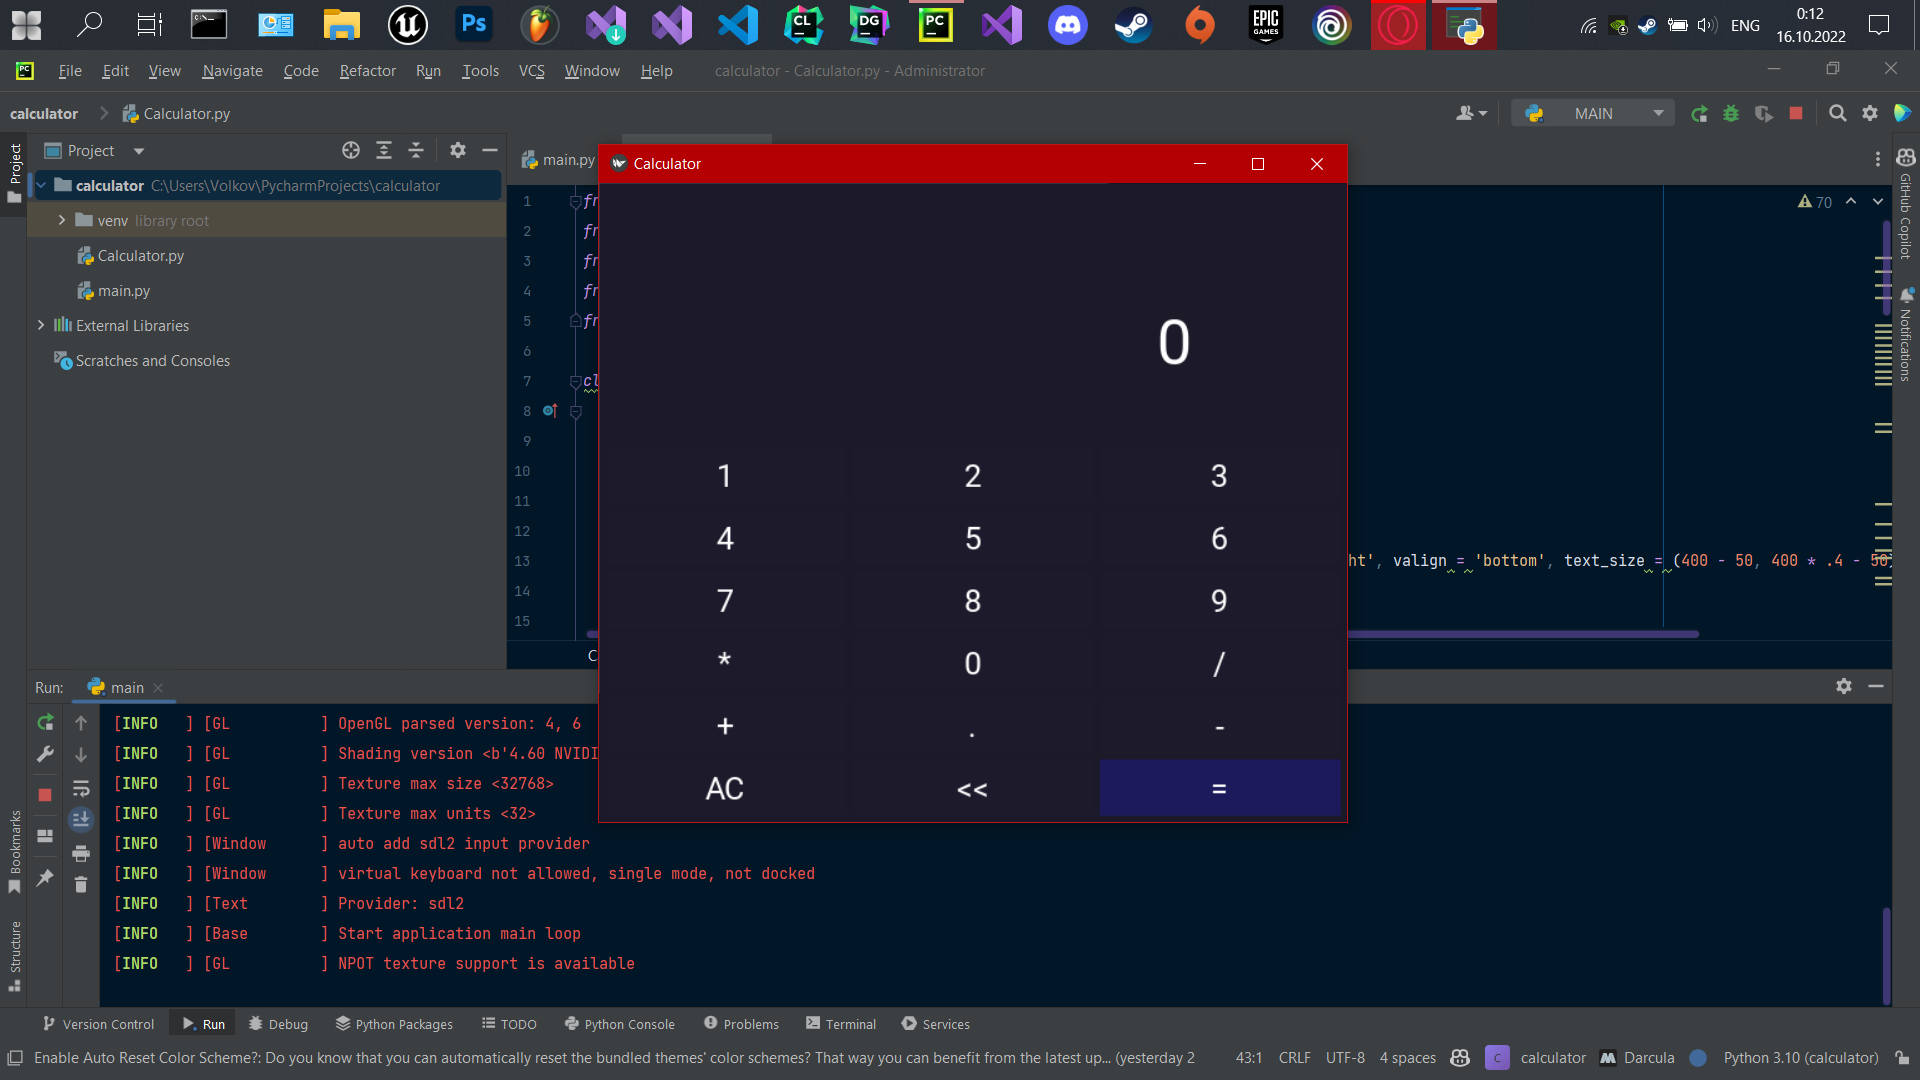 CL
DG
PC
Ps
EPIC
GAMES
ENG
0:12
16.10.2022
File Edit View Navigate Code Refactor Run Tools VCS Window Help
calculator - Calculator.py - Administrator
calculator Calculator.py
MAIN
Project
Project
main.py
Calculator
calculator C:\Users\Volkov\PycharmProjects\calculator
venv library root
Calculator.py
main.py
External Libraries
Scratches and Consoles
1
2
3
4
5
6
7
8
9
10
11
12
13
14
15
70
GitHub Copilot
Notifications
ht', valign = 'bottom', text_size = (400 - 50, 400 * .4 - 50)
0
1 2 3
4 5 6
7 8 9
* 0 /
+ . -
AC << =
Run: main
[INFO ] [GL ] OpenGL parsed version: 4, 6
[INFO ] [GL ] Shading version <b'4.60 NVIDI
[INFO ] [GL ] Texture max size <32768>
[INFO ] [GL ] Texture max units <32>
[INFO ] [Window ] auto add sdl2 input provider
[INFO ] [Window ] virtual keyboard not allowed, single mode, not docked
[INFO ] [Text ] Provider: sdl2
[INFO ] [Base ] Start application main loop
[INFO ] [GL ] NPOT texture support is available
Bookmarks
Structure
Version Control Run Debug Python Packages TODO Python Console Problems Terminal Services
Enable Auto Reset Color Scheme?: Do you know that you can automatically reset the bundled themes' color schemes? That way you can benefit from the latest up... (yesterday 2
43:1 CRLF UTF-8 4 spaces C calculator Darcula Python 3.10 (calculator)